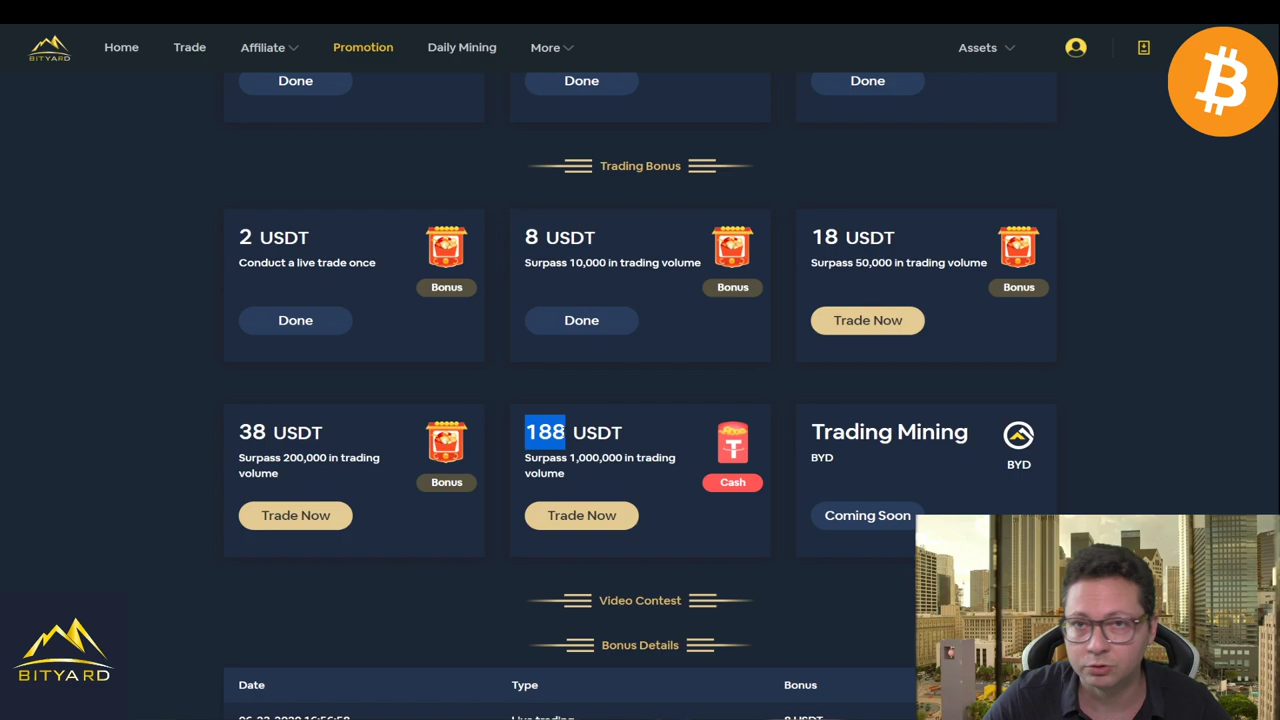 BITYARD
Home
Trade
Affiliate
Promotion
Daily Mining
More
Assets
Done
Done
Done
Trading Bonus
2 USDT
Conduct a live trade once
Bonus
Done
8 USDT
Surpass 10,000 in trading volume
Bonus
Done
18 USDT
Surpass 50,000 in trading volume
Bonus
Trade Now
38 USDT
Surpass 200,000 in trading
volume
Bonus
Trade Now
188 USDT
Surpass 1,000,000 in trading
volume
Cash
Trade Now
Trading Mining
BYD
BYD
Coming Soon
Video Contest
Bonus Details
Date
Type
Bonus
Live trading
8 USDT
BITYARD